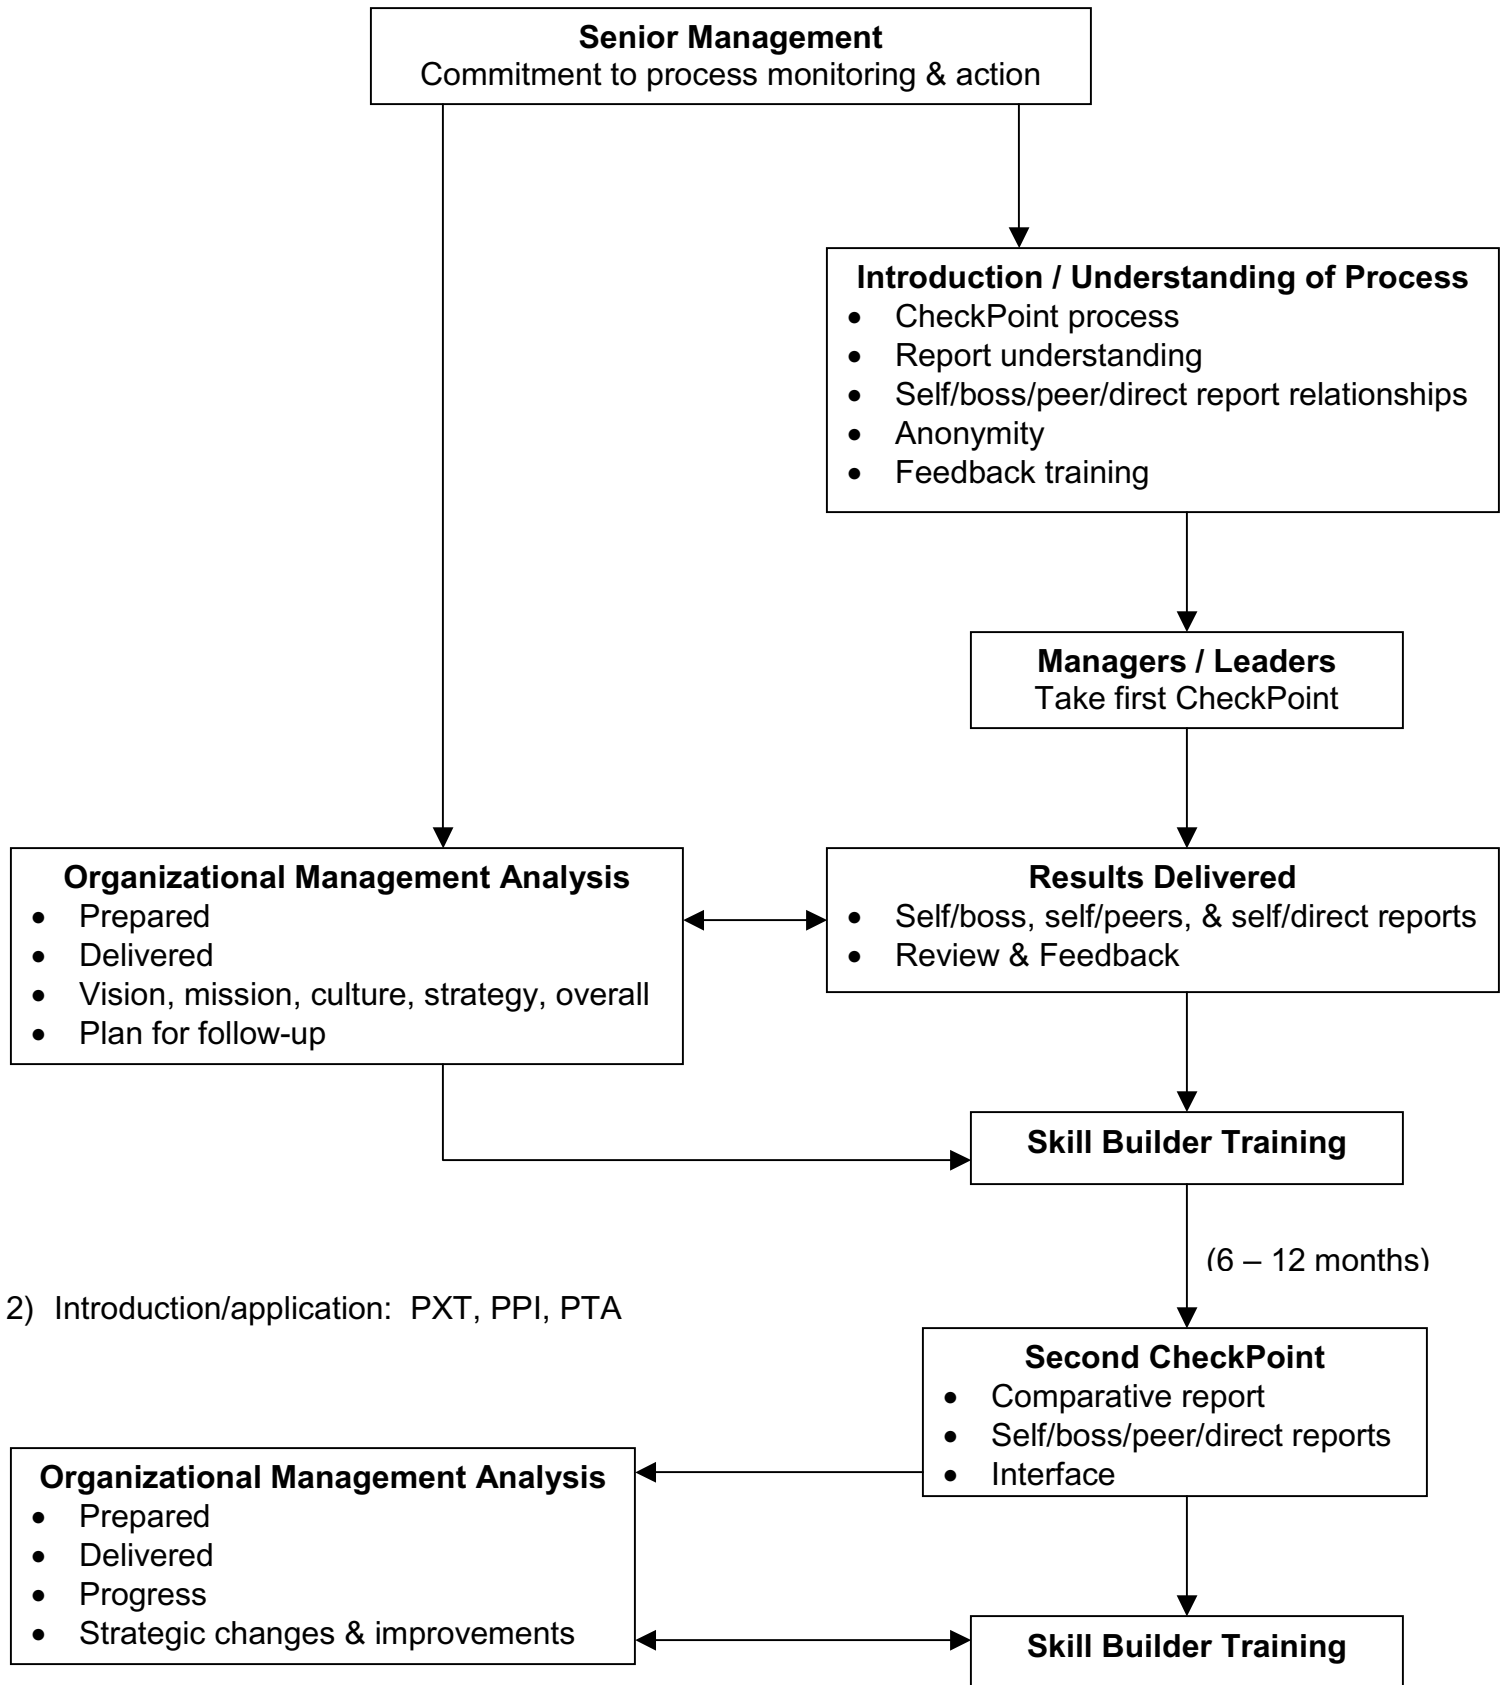 Senior Management
Commitment to process monitoring & action
Introduction / Understanding of Process
• CheckPoint process
• Report understanding
• Self/boss/peer/direct report relationships
• Anonymity
• Feedback training
Managers / Leaders
Take first CheckPoint
Organizational Management Analysis
• Prepared
• Delivered
• Vision, mission, culture, strategy, overall
• Plan for follow-up
Results Delivered
• Self/boss, self/peers, & self/direct reports
• Review & Feedback
Skill Builder Training
(6 – 12 months)
2) Introduction/application: PXT, PPI, PTA
Second CheckPoint
• Comparative report
• Self/boss/peer/direct reports
• Interface
Organizational Management Analysis
• Prepared
• Delivered
• Progress
• Strategic changes & improvements
Skill Builder Training